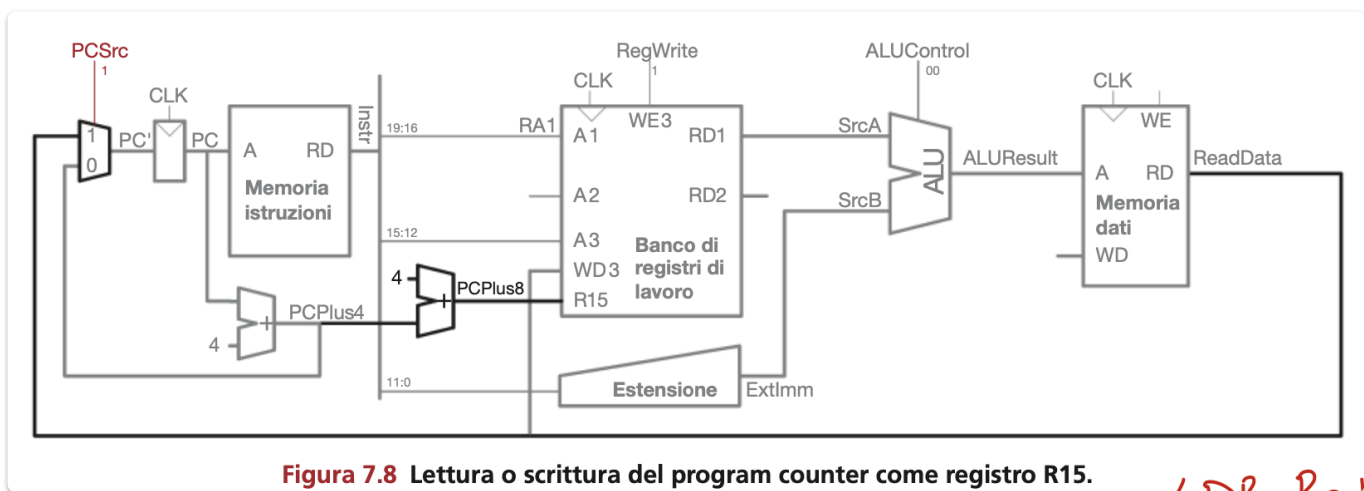 PCSrc
1
CLK
PC'
PC
1
0
A
RD
Memoria
istruzioni
Instr
4
PCPlus4
+
19:16
15:12
11:0
4
+
PCPlus8
RegWrite
1
CLK
WE3
RA1
A1
RD1
A2
RD2
A3
WD3
R15
Banco di
registri di
lavoro
Estensione
ExtImm
ALUControl
00
SrcA
SrcB
ALU
ALUResult
CLK
WE
A
RD
Memoria
dati
WD
ReadData
Figura 7.8 Lettura o scrittura del program counter come registro R15.